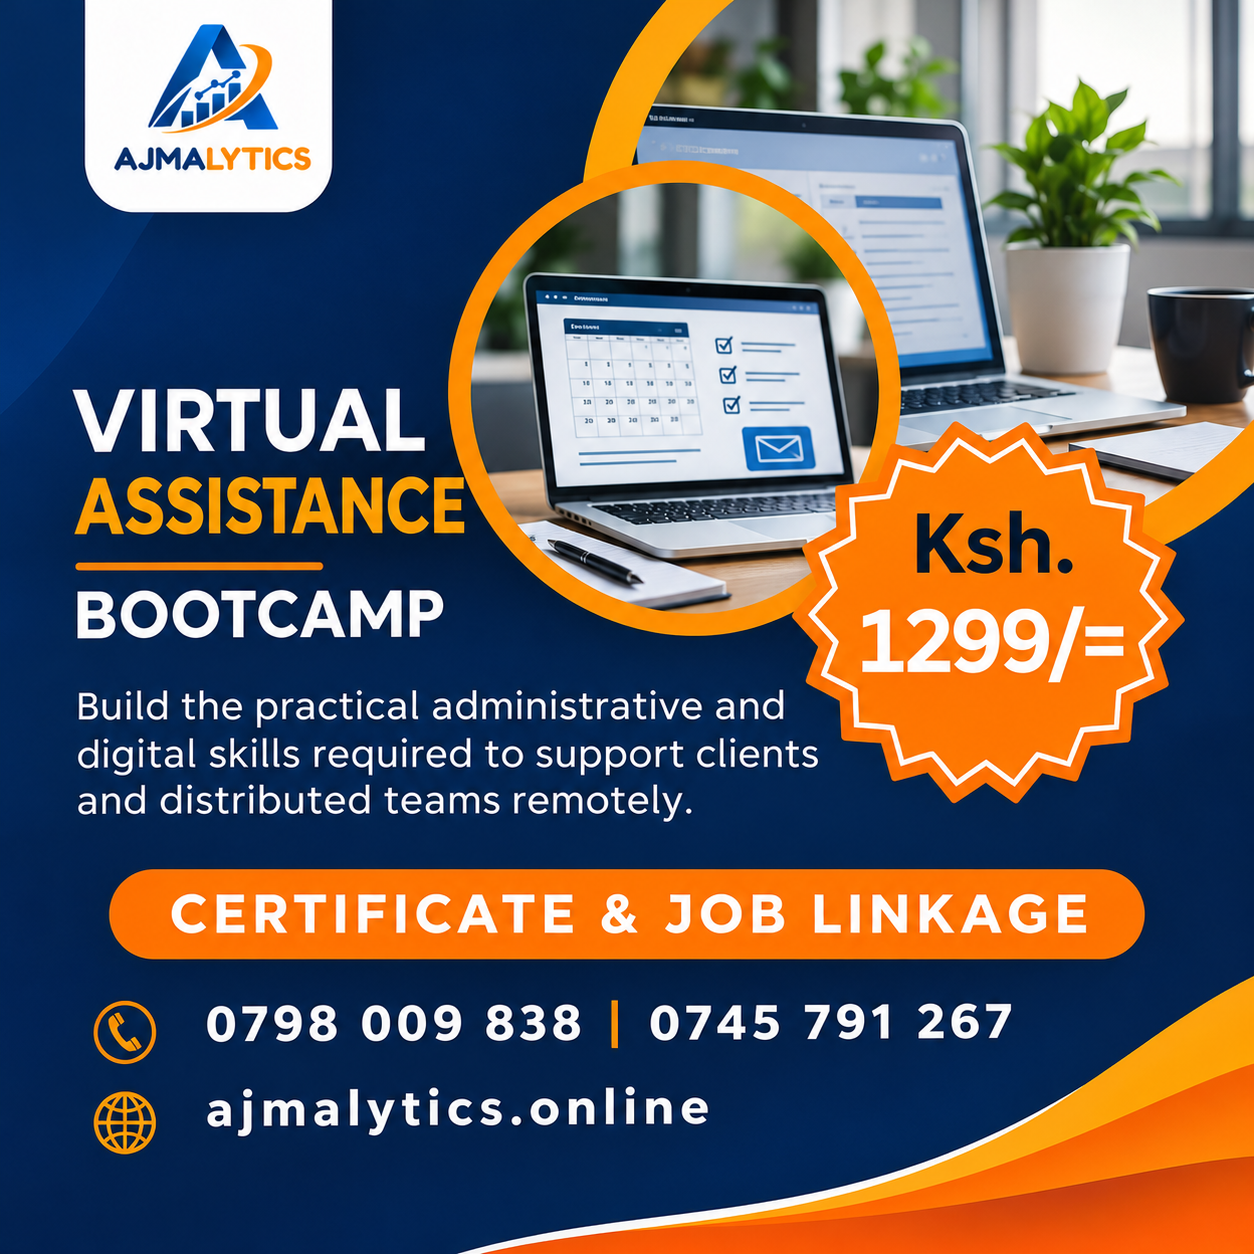 AJMALYTICS
VIRTUAL
ASSISTANCE
BOOTCAMP
Ksh.
1299/=
Build the practical administrative and
digital skills required to support clients
and distributed teams remotely.
CERTIFICATE & JOB LINKAGE
0798 009 838 | 0745 791 267
ajmalytics.online